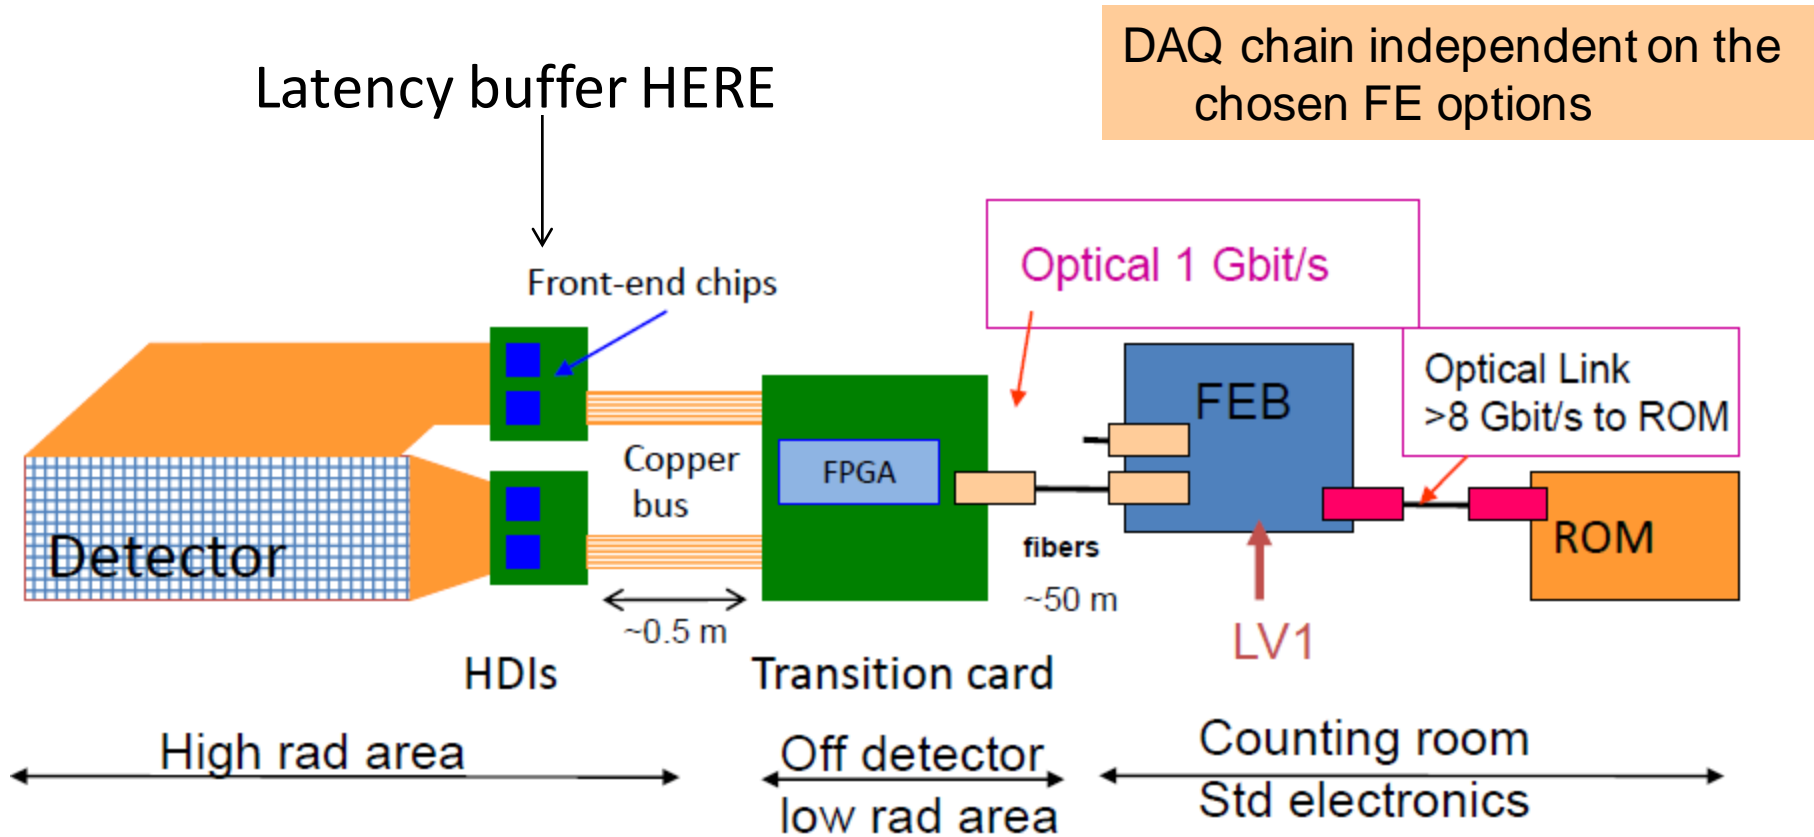 Latency buffer HERE
DAQ chain independent on the
chosen FE options
Optical 1 Gbit/s
Front-end chips
Optical Link
>8 Gbit/s to ROM
FEB
Copper
bus
FPGA
Detector
fibers
~50 m
ROM
~0.5 m
LV1
HDIs
Transition card
High rad area
Off detector
low rad area
Counting room
Std electronics